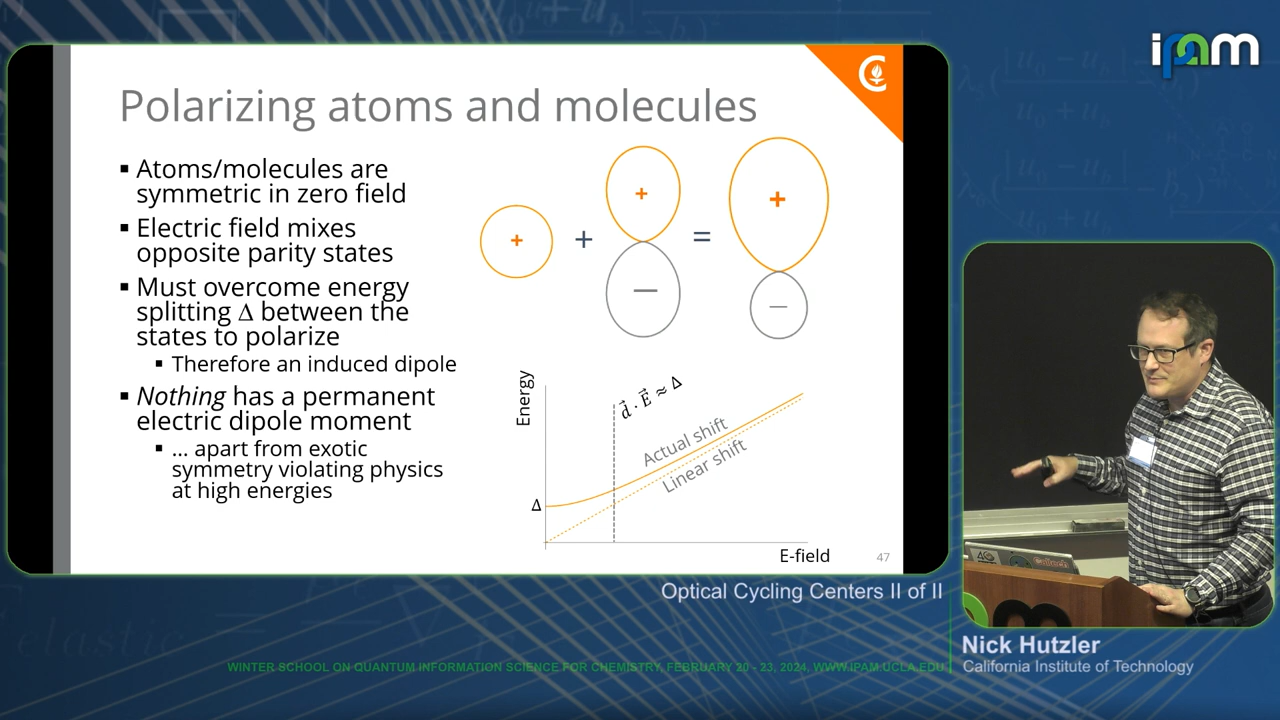 ipam
Polarizing atoms and molecules
▪ Atoms/molecules are
symmetric in zero field
▪ Electric field mixes
opposite parity states
▪ Must overcome energy
splitting Δ between the
states to polarize
▪ Therefore an induced dipole
▪ Nothing has a permanent
electric dipole moment
▪ ... apart from exotic
symmetry violating physics
at high energies
+ + + = +
— —
Energy
d⃗ · E⃗ ≈ Δ
Actual shift
Linear shift
Δ
E-field
47
Optical Cycling Centers II of II
Nick Hutzler
California Institute of Technology
WINTER SCHOOL ON QUANTUM INFORMATION SCIENCE FOR CHEMISTRY, FEBRUARY 20 - 23, 2024, WWW.IPAM.UCLA.EDU